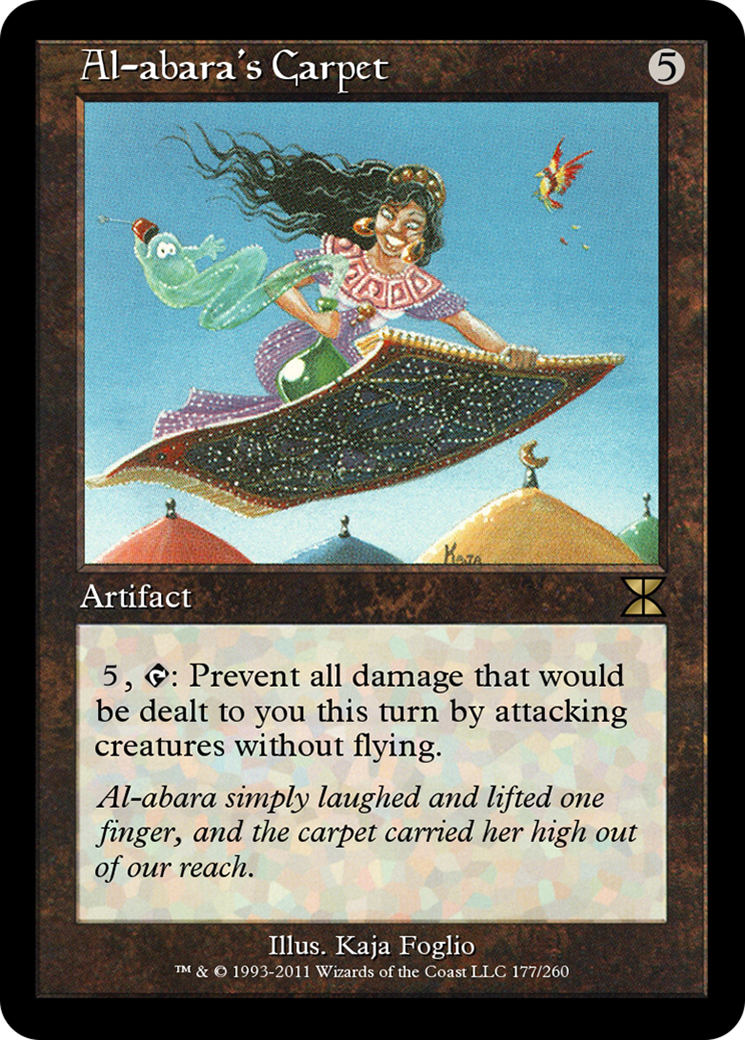 Al-abara's Carpet
5
Kaja
Artifact
5, : Prevent all damage that would
be dealt to you this turn by attacking
creatures without flying.
Al-abara simply laughed and lifted one
finger, and the carpet carried her high out
of our reach.
Illus. Kaja Foglio
™ & © 1993-2011 Wizards of the Coast LLC 177/260